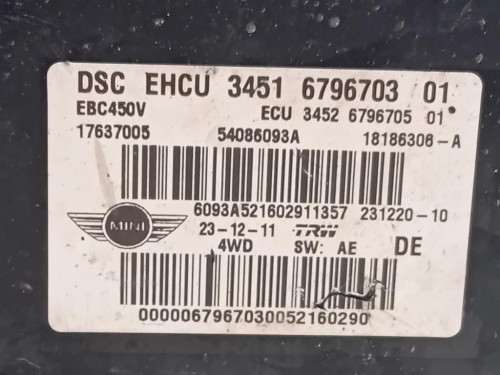 DSC EHCU 3451 6796703 01
EBC450V ECU 3452 6796705 01
17637005 54086093A 18186306-A
6093A521602911357 231220-10
MINI 23-12-11 TRW
4WD SW: AE DE
0000067967030052160290